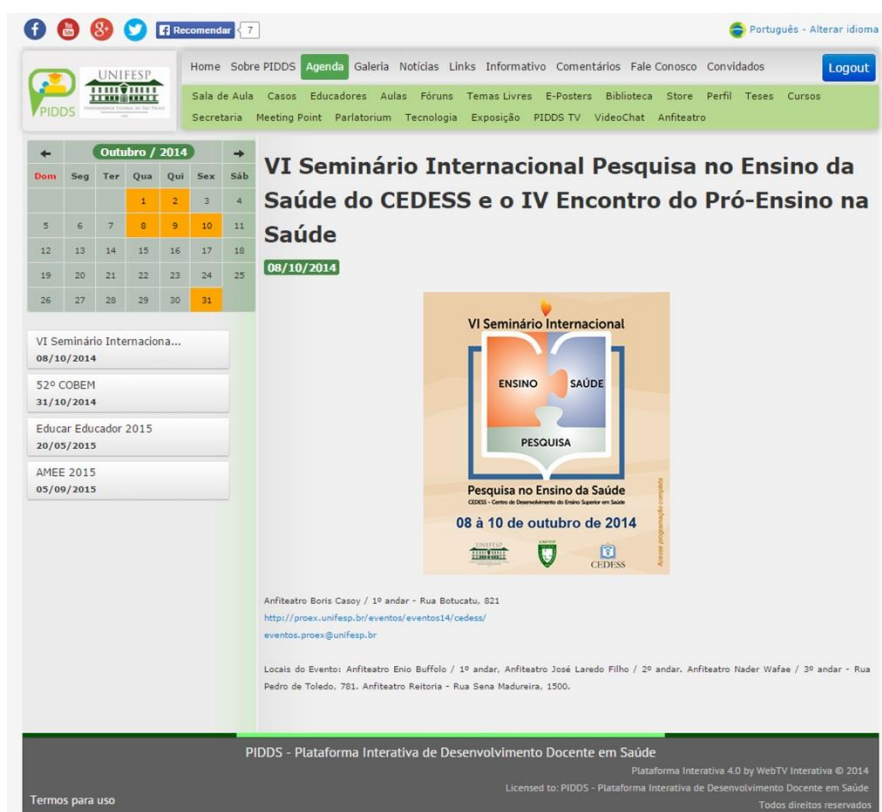 Recomendar 7
Português - Alterar idioma
PIDDS
UNIFESP
Home Sobre PIDDS Agenda Galeria Notícias Links Informativo Comentários Fale Conosco Convidados
Logout
Sala de Aula Casos Educadores Aulas Fóruns Temas Livres E-Posters Biblioteca Store Perfil Teses Cursos
Secretaria Meeting Point Parlatorium Tecnologia Exposição PIDDS TV VideoChat Anfiteatro
Outubro / 2014
Dom Seg Ter Qua Qui Sex Sáb
1 2 3 4
5 6 7 8 9 10 11
12 13 14 15 16 17 18
19 20 21 22 23 24 25
26 27 28 29 30 31
VI Seminário Internaciona...
08/10/2014
52º COBEM
31/10/2014
Educar Educador 2015
20/05/2015
AMEE 2015
05/09/2015
VI Seminário Internacional Pesquisa no Ensino da
Saúde do CEDESS e o IV Encontro do Pró-Ensino na
Saúde
08/10/2014
VI Seminário Internacional
ENSINO SAÚDE
PESQUISA
Pesquisa no Ensino da Saúde
CEDESS - Centro de Desenvolvimento do Ensino Superior em Saúde
08 à 10 de outubro de 2014
Acesse programação completa
UNIFESP
CEDESS
Anfiteatro Boris Casoy / 1º andar - Rua Botucatu, 821
http://proex.unifesp.br/eventos/eventos14/cedess/
eventos.proex@unifesp.br
Locais do Evento: Anfiteatro Enio Buffolo / 1º andar, Anfiteatro José Laredo Filho / 2º andar. Anfiteatro Nader Wafae / 3º andar - Rua
Pedro de Toledo, 781. Anfiteatro Reitoria - Rua Sena Madureira, 1500.
PIDDS - Plataforma Interativa de Desenvolvimento Docente em Saúde
Plataforma Interativa 4.0 by WebTV Interativa © 2014
Licensed to: PIDDS - Plataforma Interativa de Desenvolvimento Docente em Saúde
Termos para uso
Todos direitos reservados